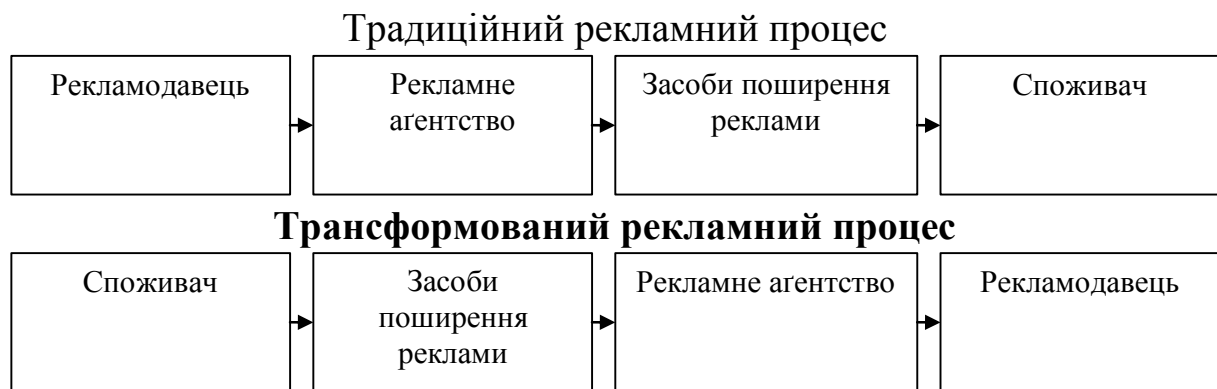 Традиційний рекламний процес
Рекламодавець
Рекламне
аґентство
Засоби поширення
реклами
Споживач
Трансформований рекламний процес
Споживач
Засоби
поширення
реклами
Рекламне аґентство
Рекламодавець